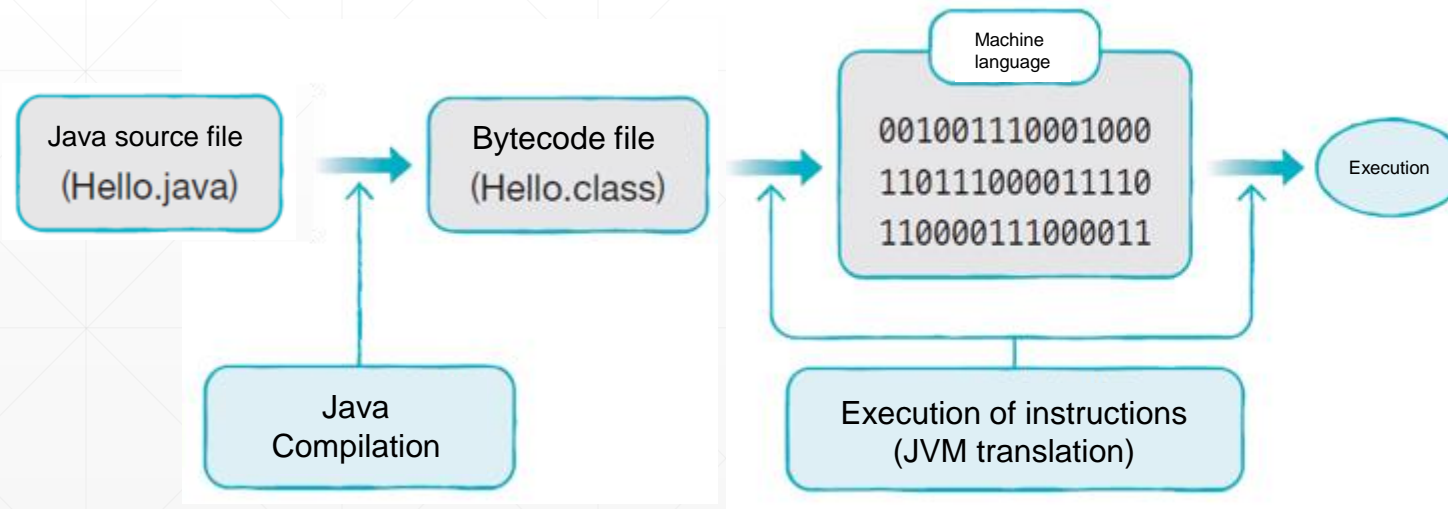 Java source file
(Hello.java)
Bytecode file
(Hello.class)
Machine
language
001001110001000
110111000011110
110000111000011
Execution
Java
Compilation
Execution of instructions
(JVM translation)